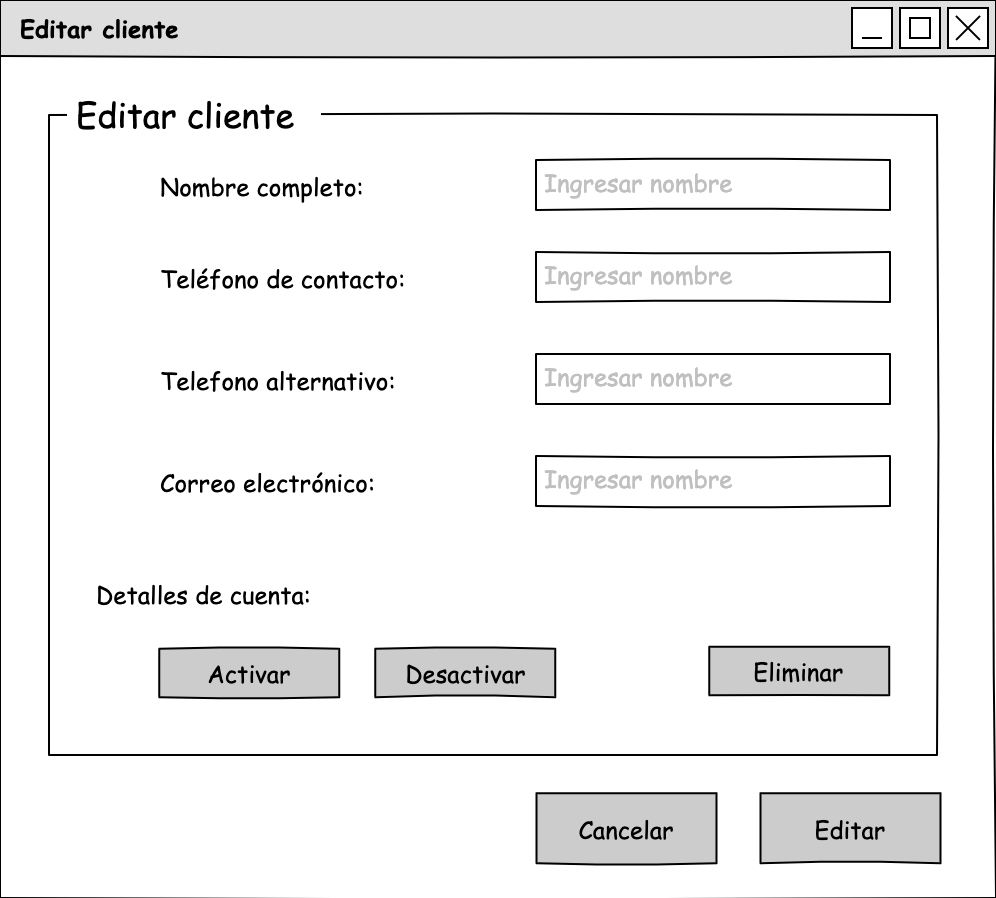 Editar cliente
Editar cliente
Nombre completo:
Ingresar nombre
Teléfono de contacto:
Ingresar nombre
Telefono alternativo:
Ingresar nombre
Correo electrónico:
Ingresar nombre
Detalles de cuenta:
Activar
Desactivar
Eliminar
Cancelar
Editar